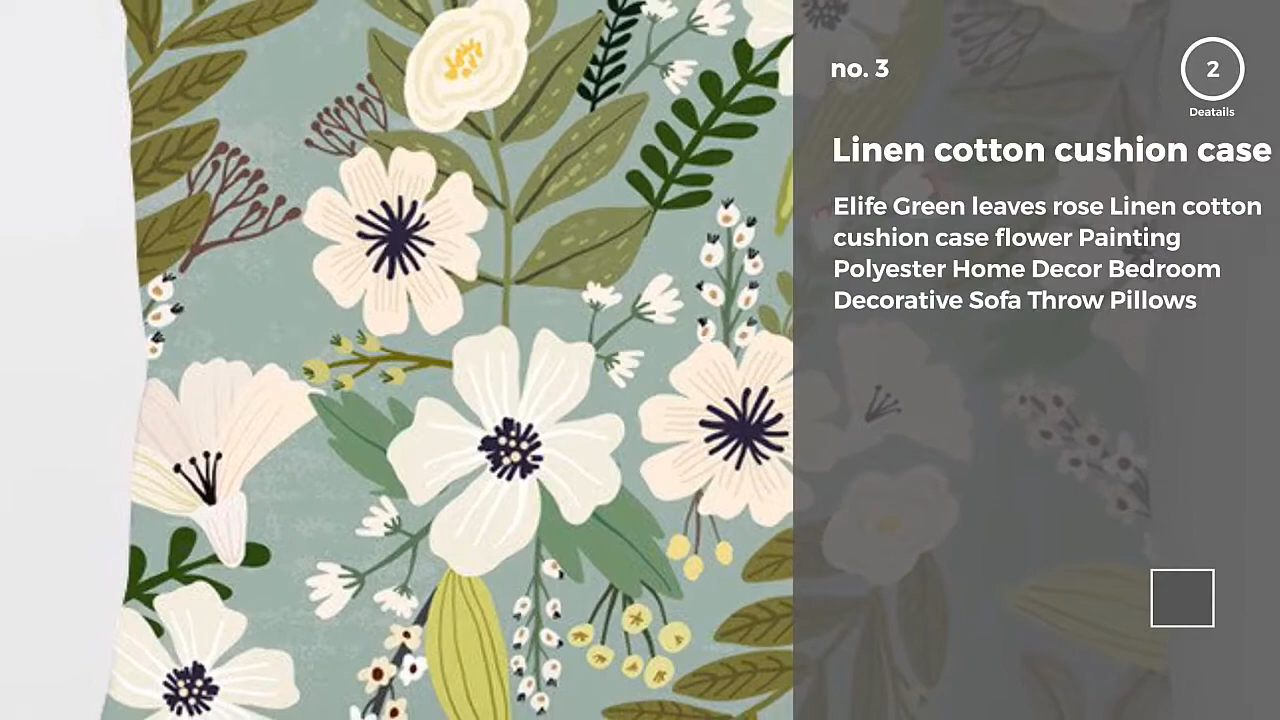 no. 3
2
Deatails
Linen cotton cushion case
Elife Green leaves rose Linen cotton
cushion case flower Painting
Polyester Home Decor Bedroom
Decorative Sofa Throw Pillows